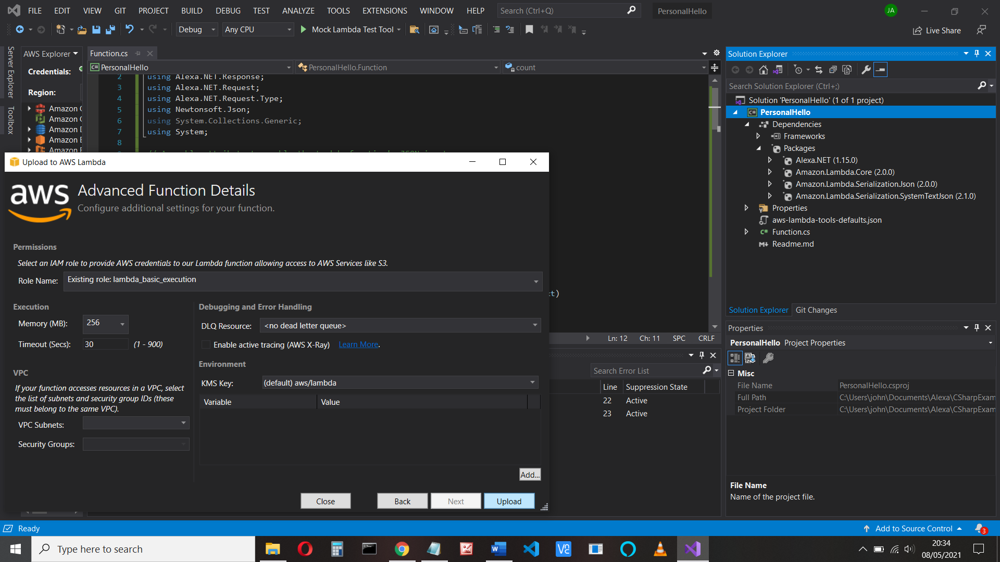 FILE EDIT VIEW GIT PROJECT BUILD DEBUG TEST ANALYZE TOOLS EXTENSIONS WINDOW HELP Search (Ctrl+Q) PersonalHello JA
Debug Any CPU Mock Lambda Test Tool Live Share
Server Explorer
Toolbox
AWS Explorer
Credentials:
Region:
Amazon
Amazon
Amazon
Amazon
Amazon
Function.cs
PersonalHello PersonalHello.Function count
2 using Alexa.NET.Response;
3 using Alexa.NET.Request;
4 using Alexa.NET.Request.Type;
5 using Newtonsoft.Json;
6 using System.Collections.Generic;
7 using System;
8
Upload to AWS Lambda
aws
Advanced Function Details
Configure additional settings for your function.
Permissions
Select an IAM role to provide AWS credentials to our Lambda function allowing access to AWS Services like S3.
Role Name: Existing role: lambda_basic_execution
Execution
Memory (MB): 256
Timeout (Secs): 30 (1 - 900)
VPC
If your function accesses resources in a VPC, select
the list of subnets and security group IDs (these
must belong to the same VPC).
VPC Subnets:
Security Groups:
Debugging and Error Handling
DLQ Resource: <no dead letter queue>
Enable active tracing (AWS X-Ray) Learn More.
Environment
KMS Key: (default) aws/lambda
Variable Value
Add...
Close Back Next Upload
Ln: 12 Ch: 11 SPC CRLF
Search Error List
Line Suppression State
22 Active
23 Active
Solution Explorer
Search Solution Explorer (Ctrl+;)
Solution 'PersonalHello' (1 of 1 project)
PersonalHello
Dependencies
Frameworks
Packages
Alexa.NET (1.15.0)
Amazon.Lambda.Core (2.0.0)
Amazon.Lambda.Serialization.Json (2.0.0)
Amazon.Lambda.Serialization.SystemTextJson (2.1.0)
Properties
aws-lambda-tools-defaults.json
Function.cs
Readme.md
Solution Explorer Git Changes
Properties
PersonalHello Project Properties
Misc
File Name PersonalHello.csproj
Full Path C:\Users\john\Documents\Alexa\CSharpExam
Project Folder C:\Users\john\Documents\Alexa\CSharpExam
File Name
Name of the project file.
Ready Add to Source Control 3
Type here to search
20:34
08/05/2021